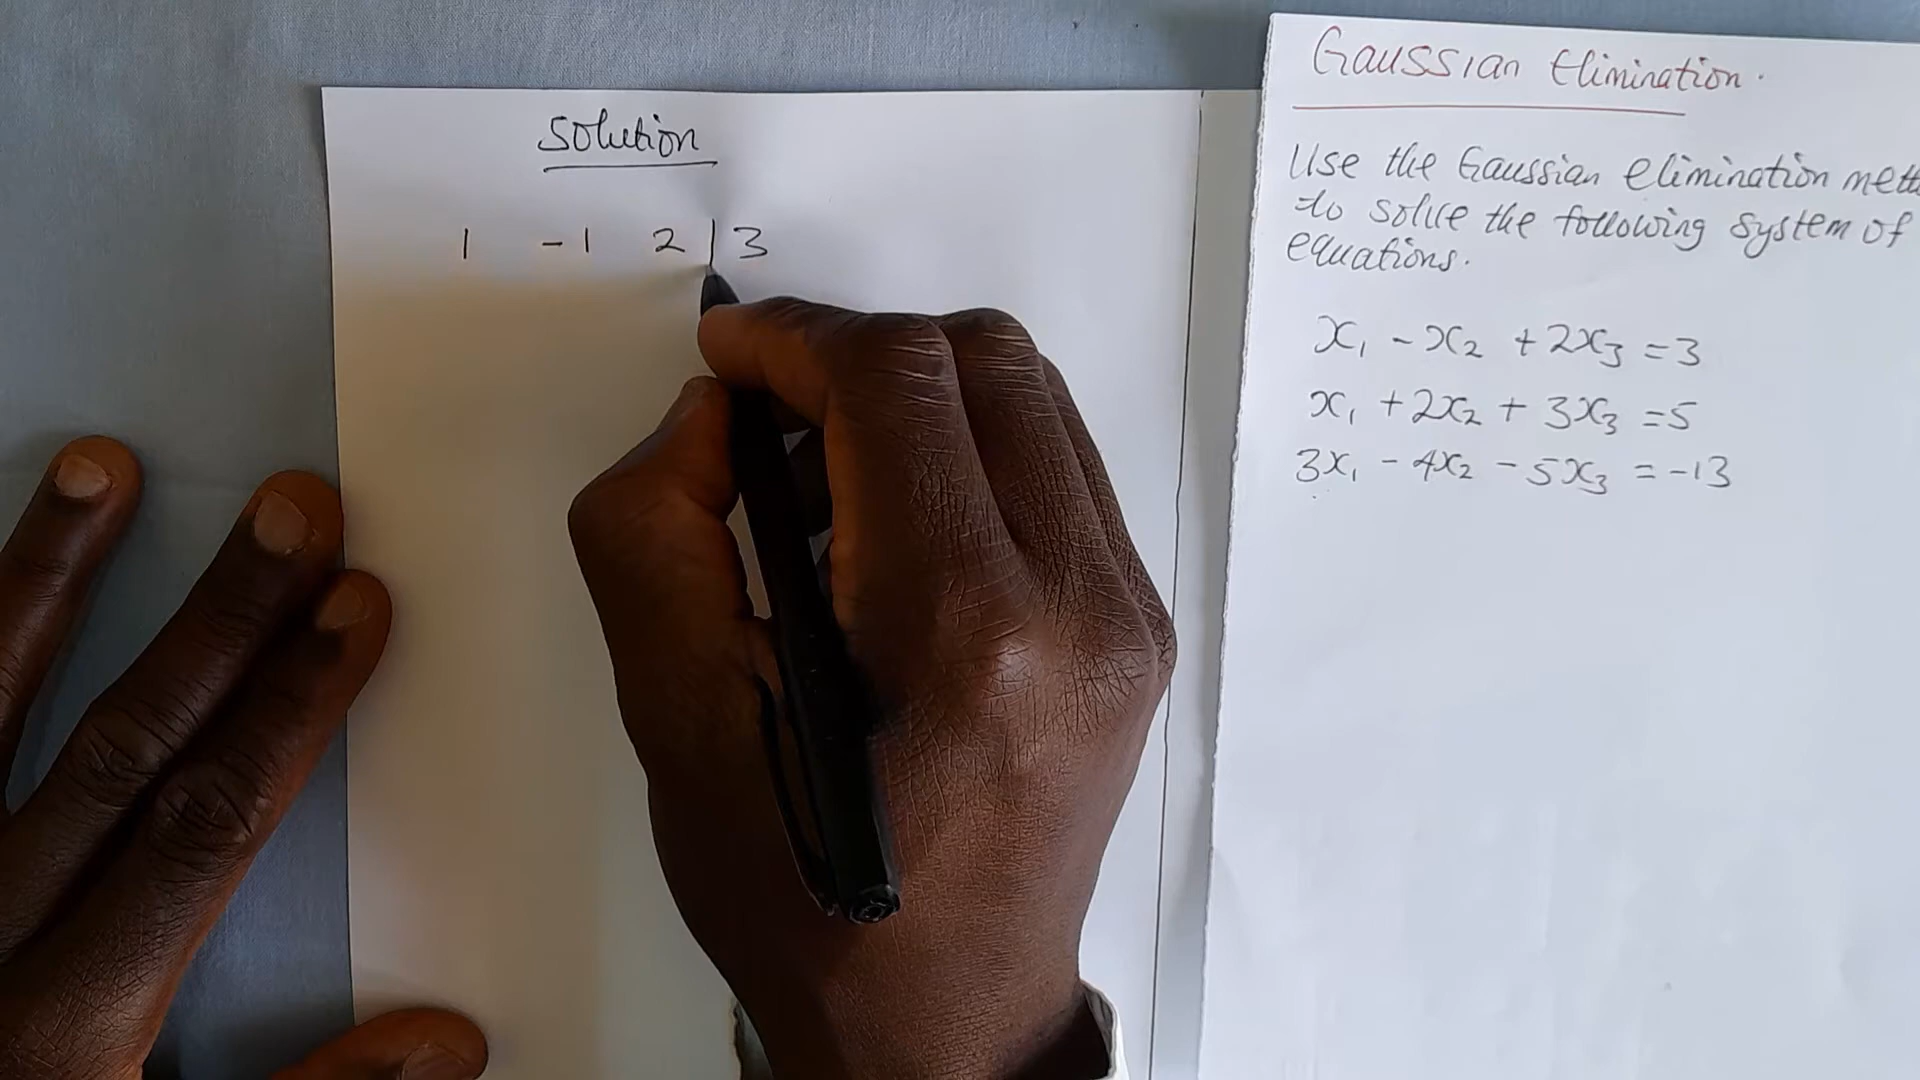 Solution
1 -1 2 | 3
Gaussian Elimination.
Use the Gaussian elimination
to solve the following system of
equations.
x₁ - x₂ + 2x₃ = 3
x₁ + 2x₂ + 3x₃ = 5
3x₁ - 4x₂ - 5x₃ = -13